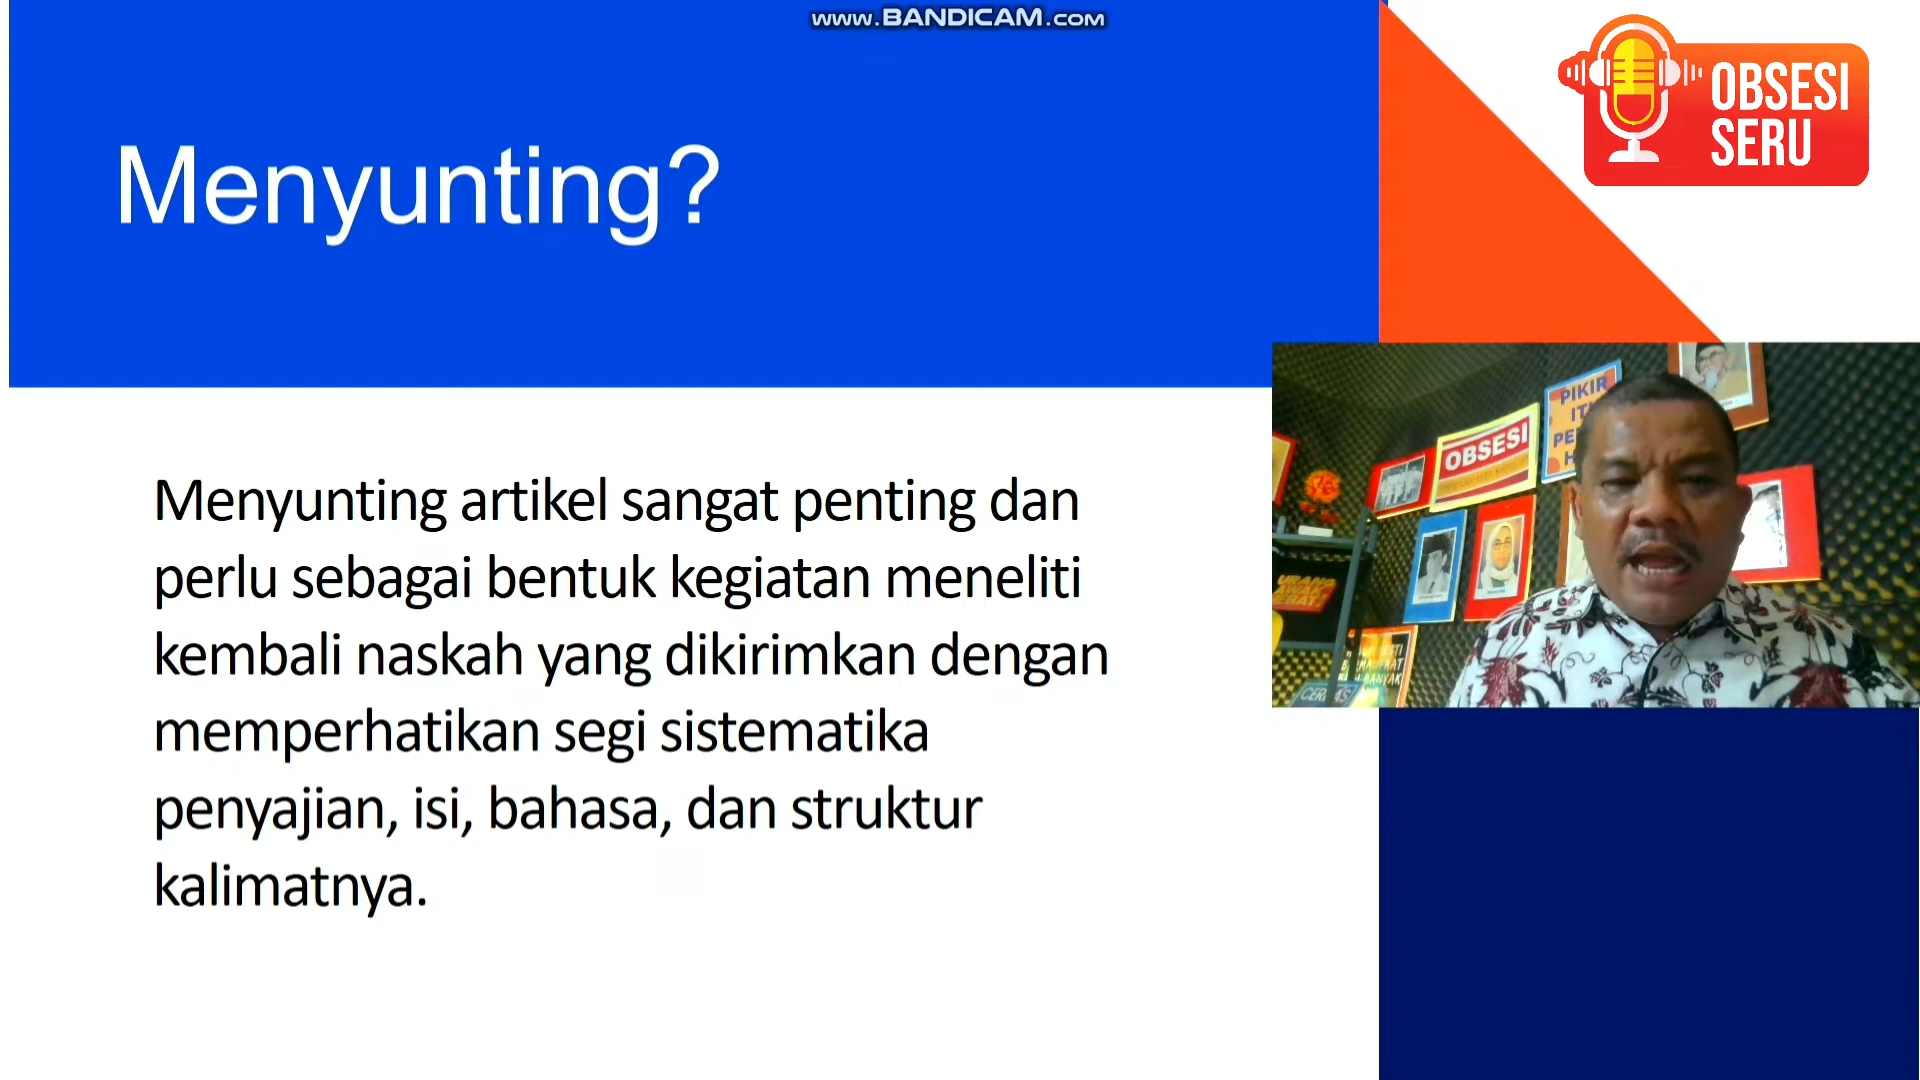 www.BANDICAM.com
OBSESI
SERU
Menyunting?
Menyunting artikel sangat penting dan
perlu sebagai bentuk kegiatan meneliti
kembali naskah yang dikirimkan dengan
memperhatikan segi sistematika
penyajian, isi, bahasa, dan struktur
kalimatnya.
PIKIR
OBSESI
BANYAK